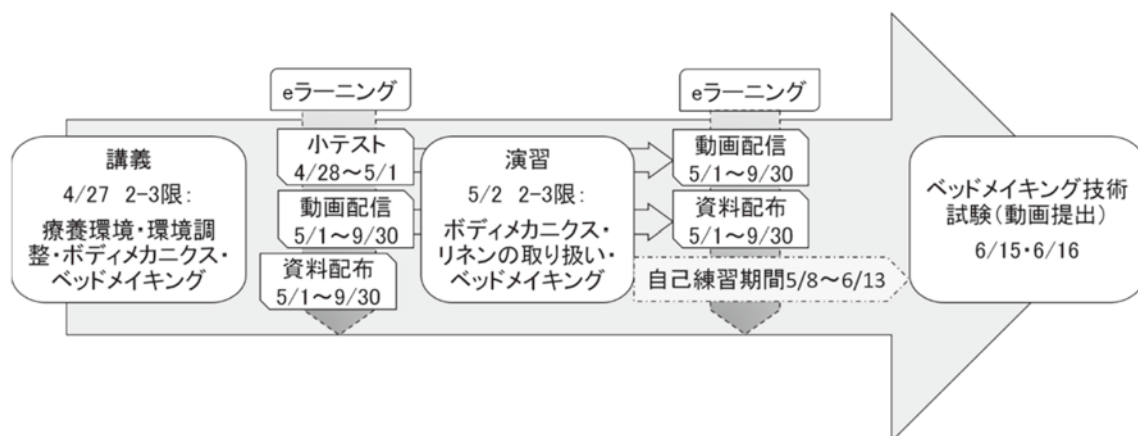 講義
4/27 2-3限:
療養環境・環境調
整・ボディメカニクス・
ベッドメイキング
eラーニング
小テスト
4/28～5/1
動画配信
5/1～9/30
資料配布
5/1～9/30
演習
5/2 2-3限:
ボディメカニクス・
リネンの取り扱い・
ベッドメイキング
eラーニング
動画配信
5/1～9/30
資料配布
5/1～9/30
自己練習期間5/8～6/13
ベッドメイキング技術
試験(動画提出)
6/15・6/16